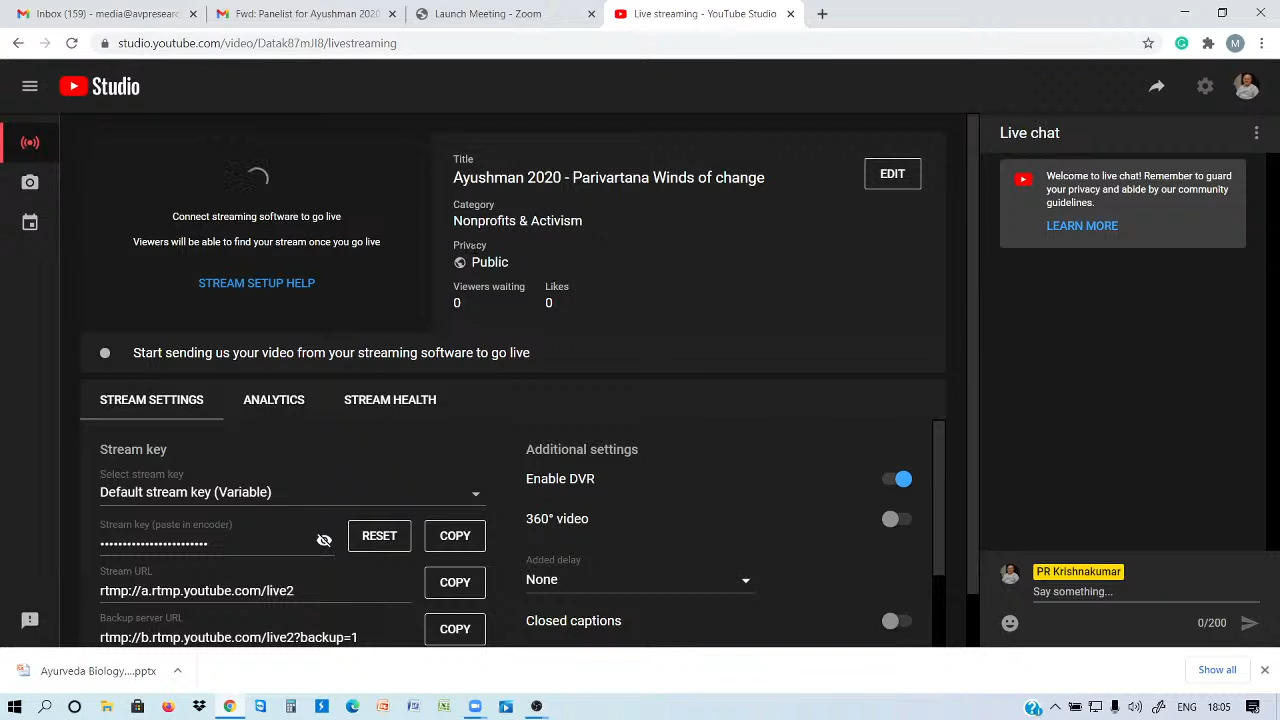 Inbox (159) - media@avpresear
Fwd: Panelist for Ayushman 2020
Launch Meeting - Zoom
Live streaming - YouTube Studio
studio.youtube.com/video/Datak87mJI8/livestreaming
M
Studio
Connect streaming software to go live
Viewers will be able to find your stream once you go live
STREAM SETUP HELP
Title
Ayushman 2020 - Parivartana Winds of change
EDIT
Category
Nonprofits & Activism
Privacy
Public
Viewers waiting
Likes
0
0
Start sending us your video from your streaming software to go live
STREAM SETTINGS
ANALYTICS
STREAM HEALTH
Stream key
Select stream key
Default stream key (Variable)
Stream key (paste in encoder)
••••••••••••••••••••••••
RESET
COPY
Stream URL
rtmp://a.rtmp.youtube.com/live2
COPY
Backup server URL
rtmp://b.rtmp.youtube.com/live2?backup=1
COPY
Additional settings
Enable DVR
360° video
Added delay
None
Closed captions
Live chat
Welcome to live chat! Remember to guard
your privacy and abide by our community
guidelines.
LEARN MORE
PR Krishnakumar
Say something...
0/200
Ayurveda Biology....pptx
Show all
ENG
18:05